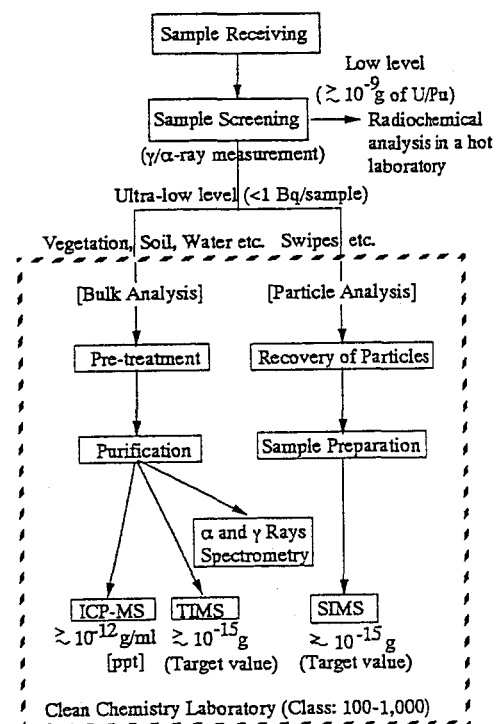 Sample Receiving
Low level
(≳ 10⁻⁹g of U/Pu)
Sample Screening
Radiochemical
analysis in a hot
laboratory
(γ/α-ray measurement)
Ultra-low level (<1 Bq/sample)
Vegetation, Soil, Water etc. Swipes etc.
[Bulk Analysis] [Particle Analysis]
Pre-treatment Recovery of Particles
Purification Sample Preparation
α and γ Rays
Spectrometry
ICP-MS TIMS SIMS
≳ 10⁻¹²g/ml ≳ 10⁻¹⁵g ≳ 10⁻¹⁵g
[ppt] (Target value) (Target value)
Clean Chemistry Laboratory (Class: 100-1,000)